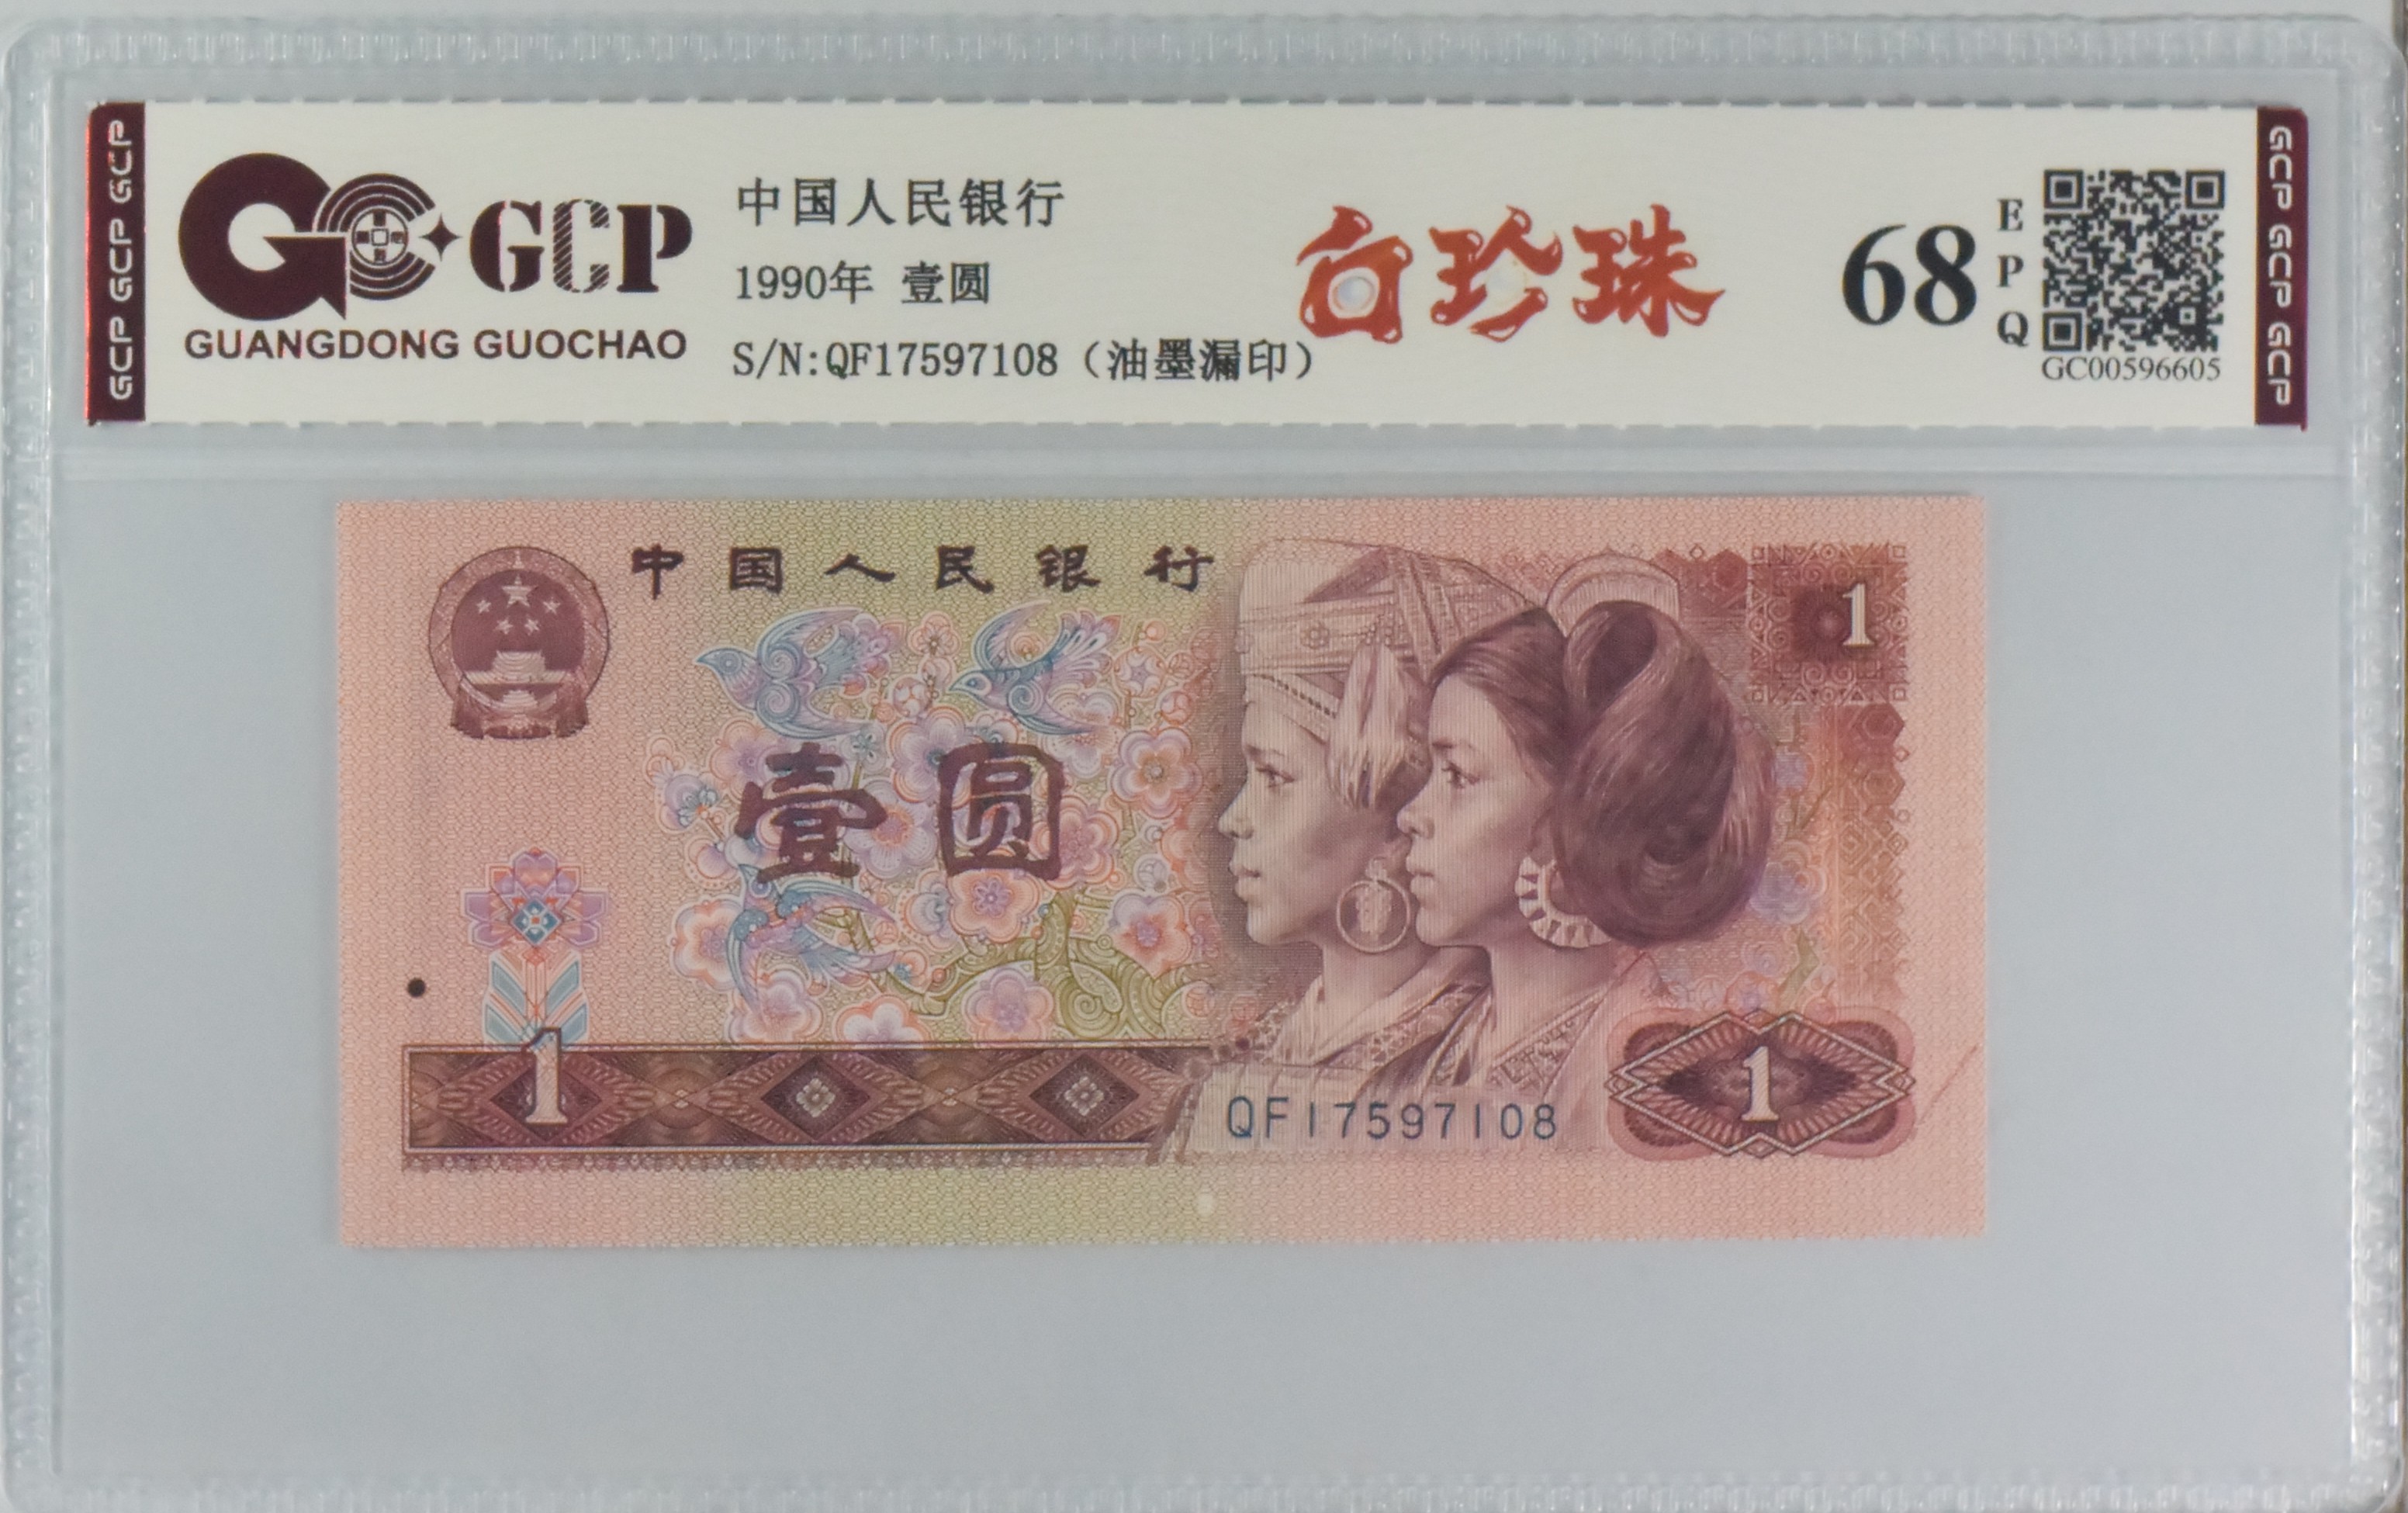 GCP GCP GCP
GCP
GUANGDONG GUOCHAO
中国人民银行
1990年 壹圆
S/N:QF17597108（油墨漏印）
白珍珠
68
EPQ
GC00596605
GCP GCP GCP
中国人民银行
1
壹圆
1
QF17597108
1